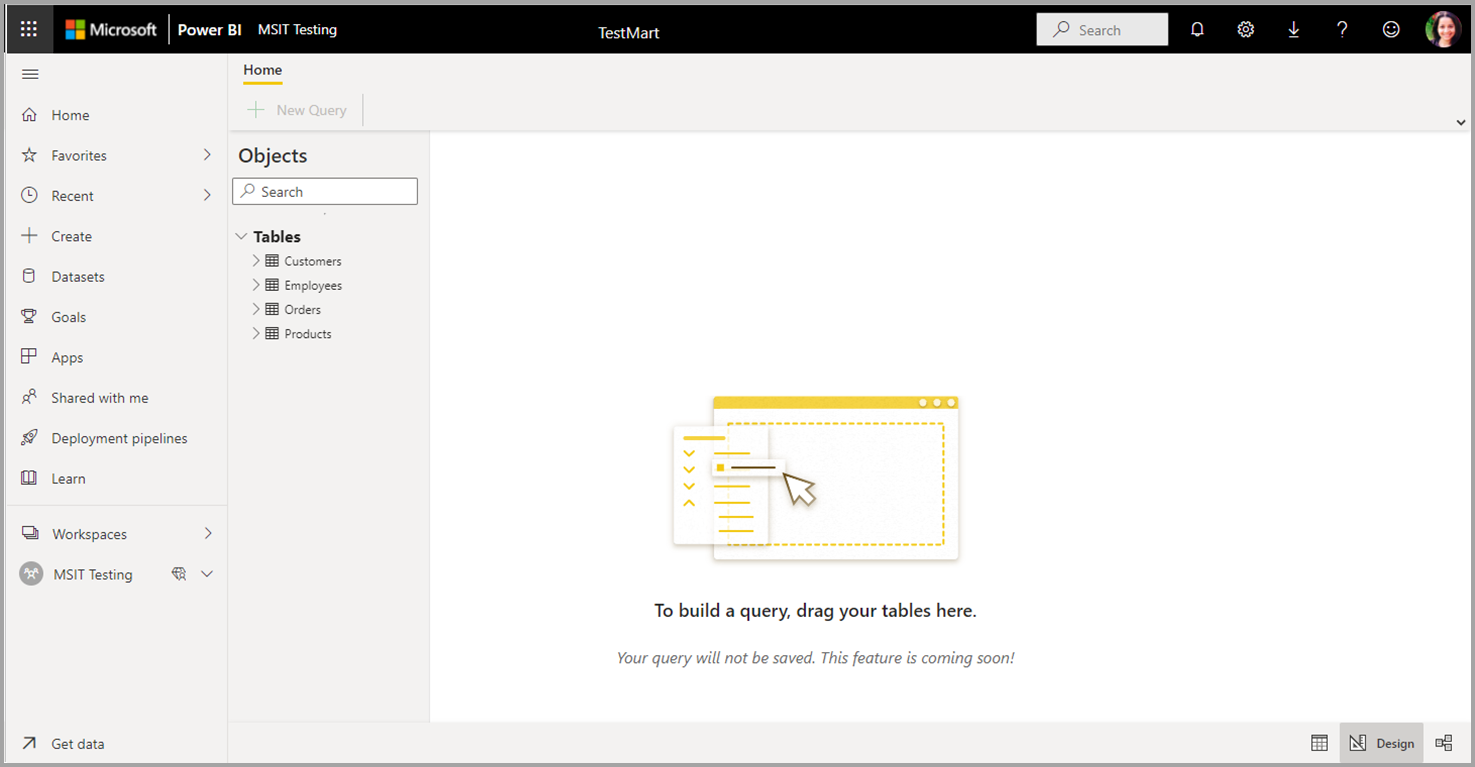 Microsoft Power BI MSIT Testing TestMart Search
Home
New Query
Home
Favorites
Recent
Create
Datasets
Goals
Apps
Shared with me
Deployment pipelines
Learn
Workspaces
MSIT Testing
Get data
Objects
Search
Tables
Customers
Employees
Orders
Products
To build a query, drag your tables here.
Your query will not be saved. This feature is coming soon!
Design